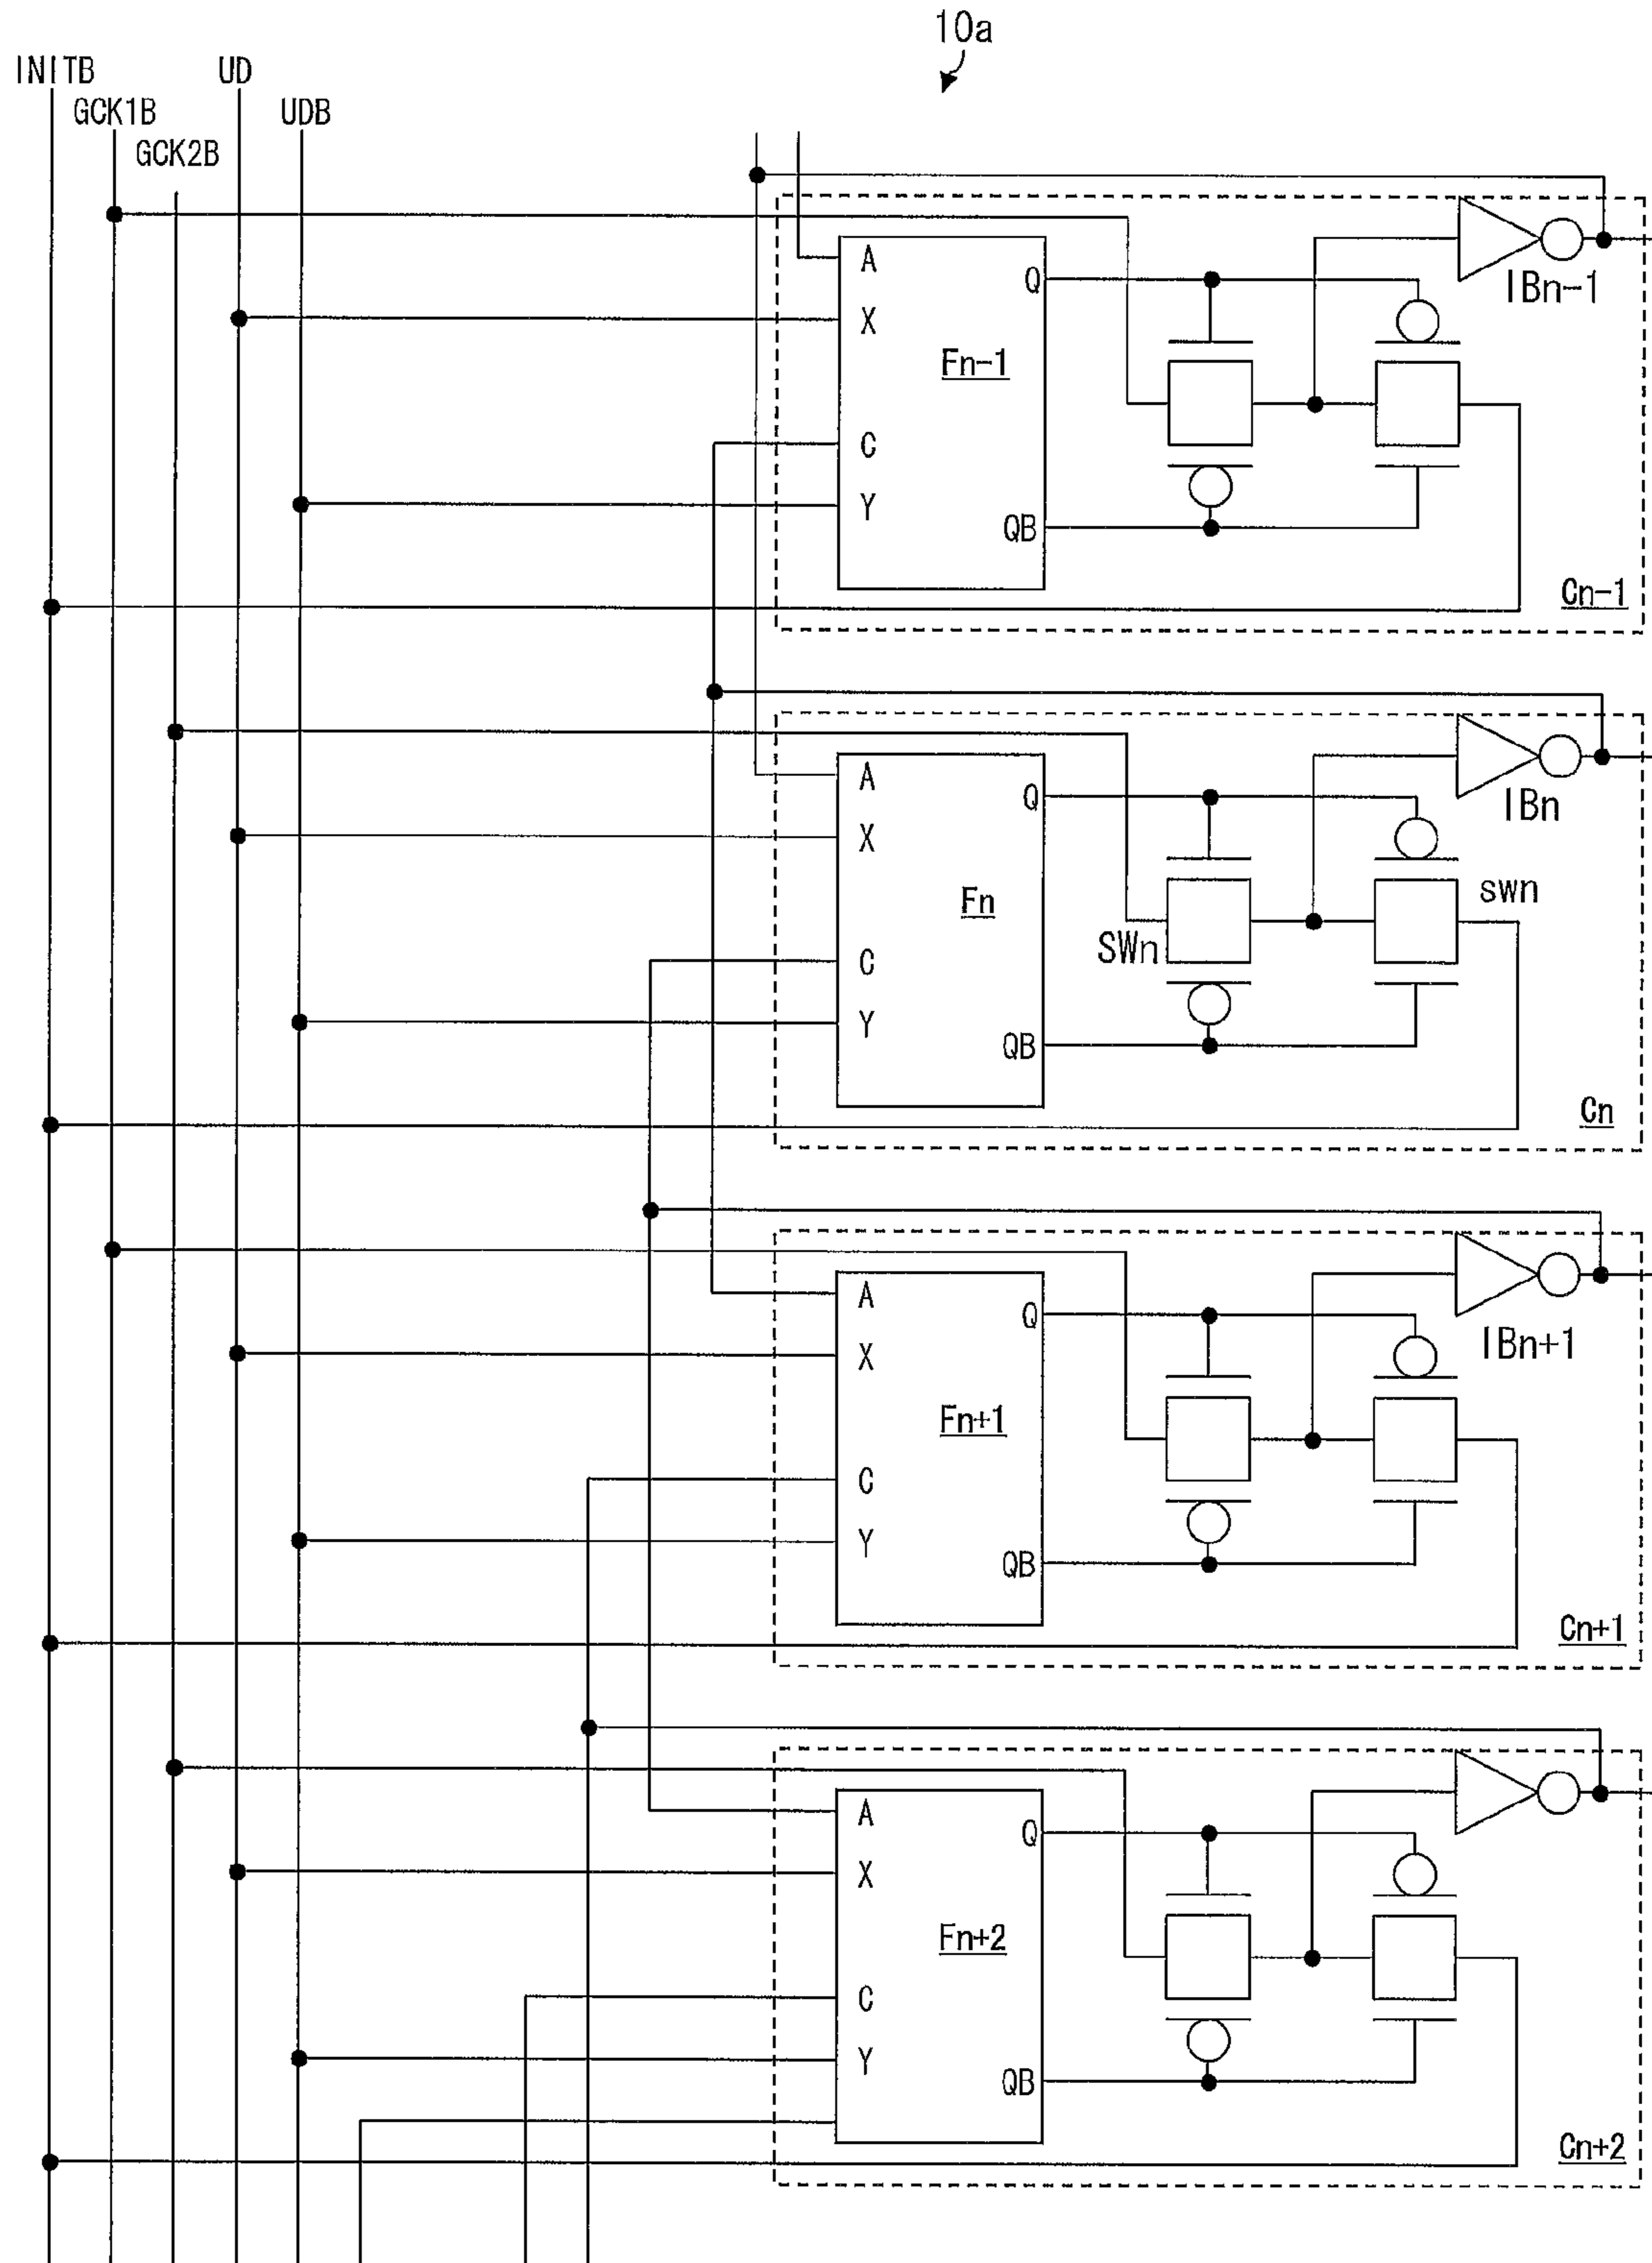 10a
INITB
UD
GCK1B
UDB
GCK2B
A
Q
IBn-1
X
Fn-1
C
Y
QB
Cn-1
A
Q
IBn
X
swn
Fn
SWn
C
Y
QB
Cn
A
Q
IBn+1
X
Fn+1
C
Y
QB
Cn+1
A
Q
X
Fn+2
C
Y
QB
Cn+2